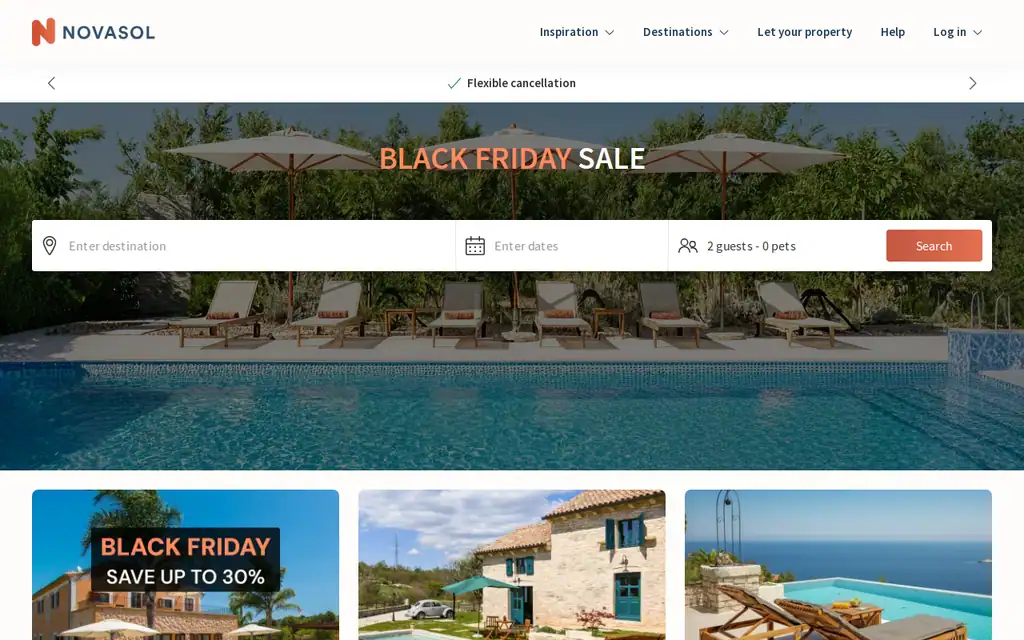 NOVASOL
Inspiration
Destinations
Let your property
Help
Log in
Flexible cancellation
BLACK FRIDAY SALE
Enter destination
Enter dates
2 guests - 0 pets
Search
BLACK FRIDAY
SAVE UP TO 30%